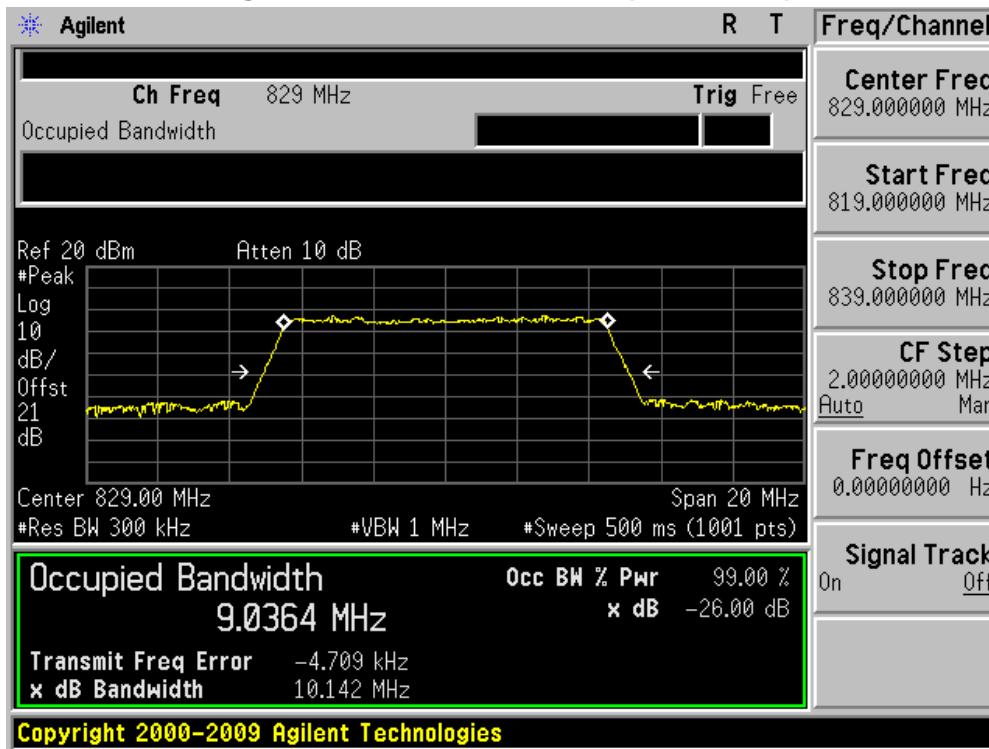 Agilent R T
Freq/Channel
Ch Freq 829 MHz Trig Free
Occupied Bandwidth
Center Freq
829.000000 MHz
Start Freq
819.000000 MHz
Stop Freq
839.000000 MHz
CF Step
2.00000000 MHz
Auto Man
Freq Offset
0.00000000 Hz
Signal Track
On Off
Ref 20 dBm Atten 10 dB
#Peak
Log
10
dB/
Offst
21
dB
Center 829.00 MHz Span 20 MHz
#Res BW 300 kHz #VBW 1 MHz #Sweep 500 ms (1001 pts)
Occupied Bandwidth Occ BW % Pwr 99.00 %
9.0364 MHz x dB -26.00 dB
Transmit Freq Error -4.709 kHz
x dB Bandwidth 10.142 MHz
Copyright 2000-2009 Agilent Technologies